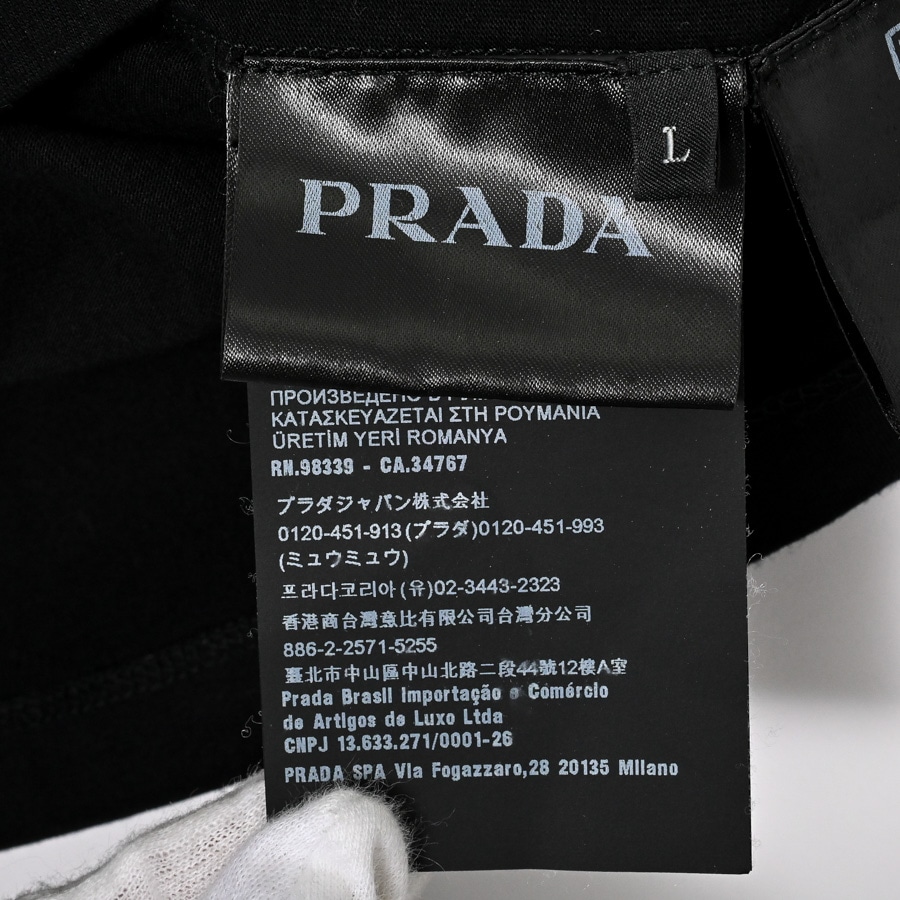 L
PRADA
ПРОИЗВЕДЕНО В
ΚΑΤΑΣΚΕΥΑΖΕΤΑΙ ΣΤΗ ΡΟΥΜΑΝΙΑ
ÜRETİM YERİ ROMANYA
RN.98339 - CA.34767
プラダジャパン株式会社
0120-451-913(プラダ)0120-451-993
(ミュウミュウ)
프라다코리아(유)02-3443-2323
香港商台灣意比有限公司台灣分公司
886-2-2571-5255
臺北市中山區中山北路二段44號12樓A室
Prada Brasil Importação e Comércio
de Artigos de Luxo Ltda
CNPJ 13.633.271/0001-26
PRADA SPA Via Fogazzaro,28 20135 Milano